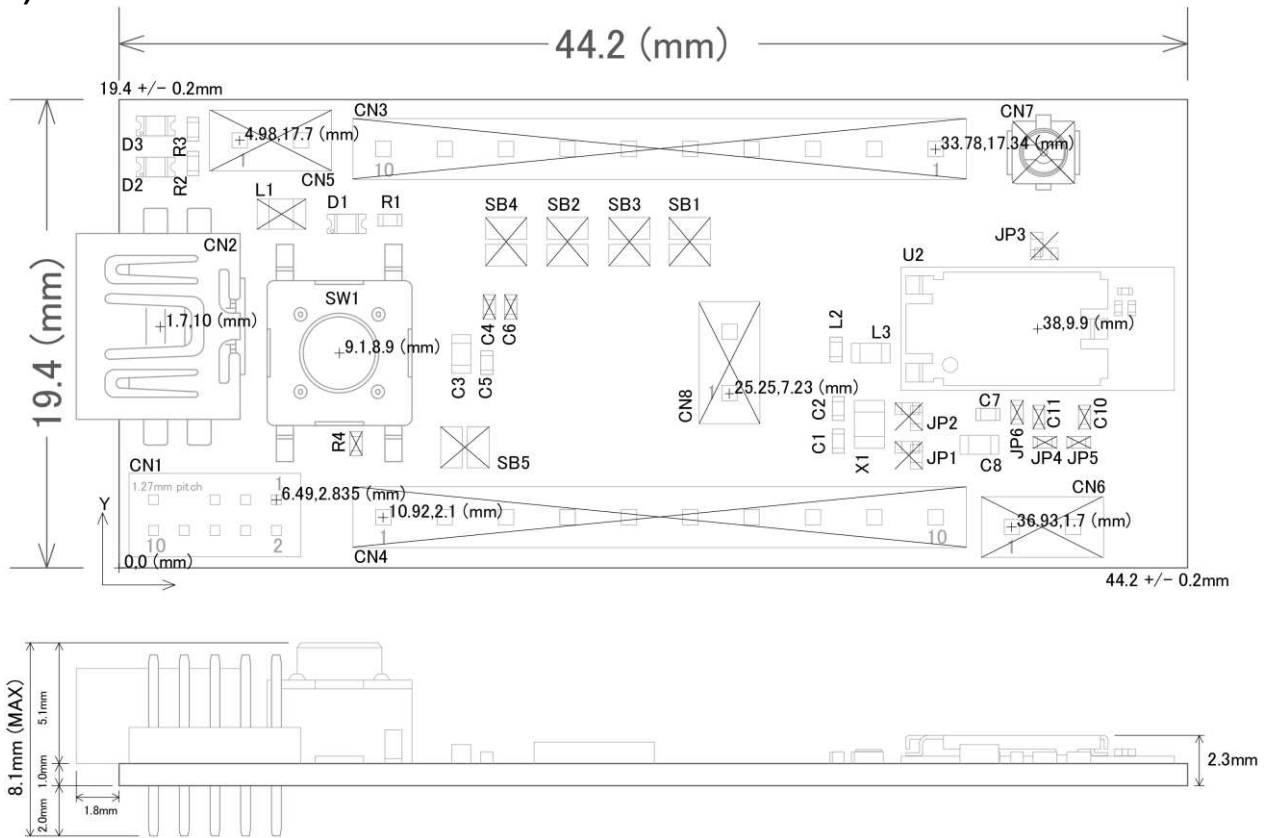 44.2 (mm)
19.4 +/- 0.2mm
CN3
CN7
D3
R3
4.98,17.7 (mm)
1
10
1
33.78,17.34 (mm)
D2
R2
CN5
L1
D1
R1
SB4
SB2
SB3
SB1
JP3
CN2
U2
19.4 (mm)
SW1
1.7,10 (mm)
C4
C6
L2
L3
38,9.9 (mm)
9.1,8.9 (mm)
C3
C5
CN8
1
25.25,7.23 (mm)
C2
C1
X1
JP2
JP1
C7
C8
JP6
C11
C10
JP4
JP5
R4
SB5
CN1
1.27mm pitch
1
6.49,2.835 (mm)
10.92,2.1 (mm)
CN6
36.93,1.7 (mm)
Y
10
2
1
10
1
0,0 (mm)
CN4
44.2 +/- 0.2mm
8.1mm (MAX)
5.1mm
1.0mm
2.0mm
1.8mm
2.3mm